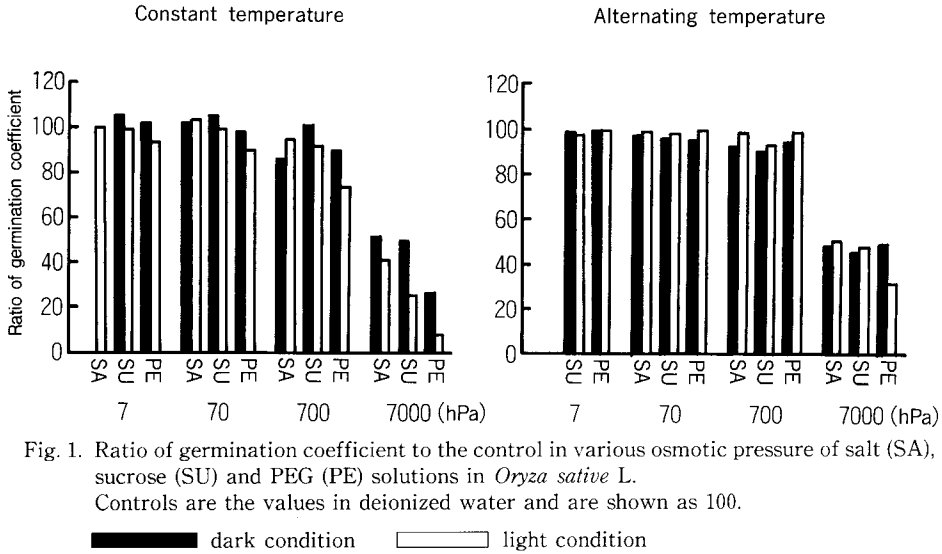 Constant temperature
Alternating temperature
Ratio of germination coefficient
120
100
80
60
40
20
0
SA SU PE SA SU PE SA SU PE SA SU PE
7 70 700 7000 (hPa)
120
100
80
60
40
20
0
SU PE SA SU PE SA SU PE SA SU PE
7 70 700 7000 (hPa)
Fig. 1. Ratio of germination coefficient to the control in various osmotic pressure of salt (SA),
sucrose (SU) and PEG (PE) solutions in Oryza sative L.
Controls are the values in deionized water and are shown as 100.
dark condition light condition